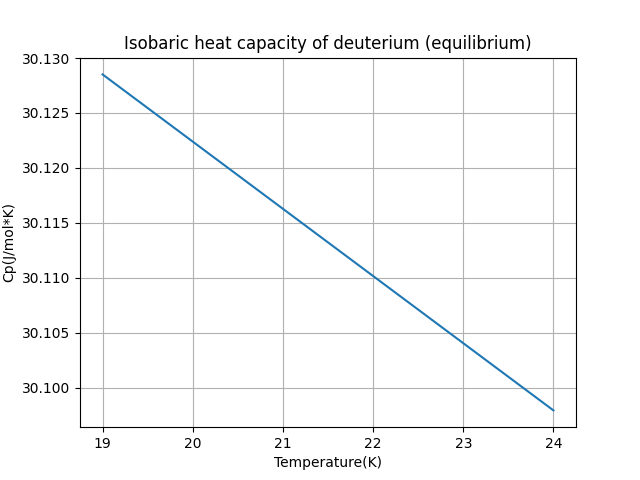 Isobaric heat capacity of deuterium (equilibrium)
30.130
30.125
30.120
30.115
30.110
30.105
30.100
Cp(J/mol*K)
19 20 21 22 23 24
Temperature(K)